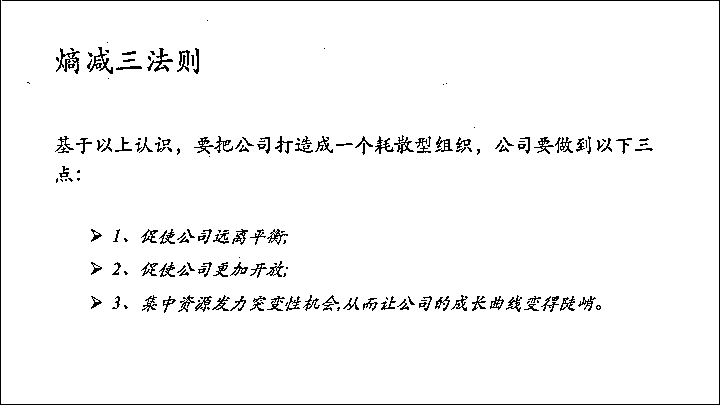 熵减三法则
基于以上认识，要把公司打造成一个耗散型组织，公司要做到以下三
点：
➢ 1、促使公司远离平衡;
➢ 2、促使公司更加开放;
➢ 3、集中资源发力突变性机会,从而让公司的成长曲线变得陡峭。